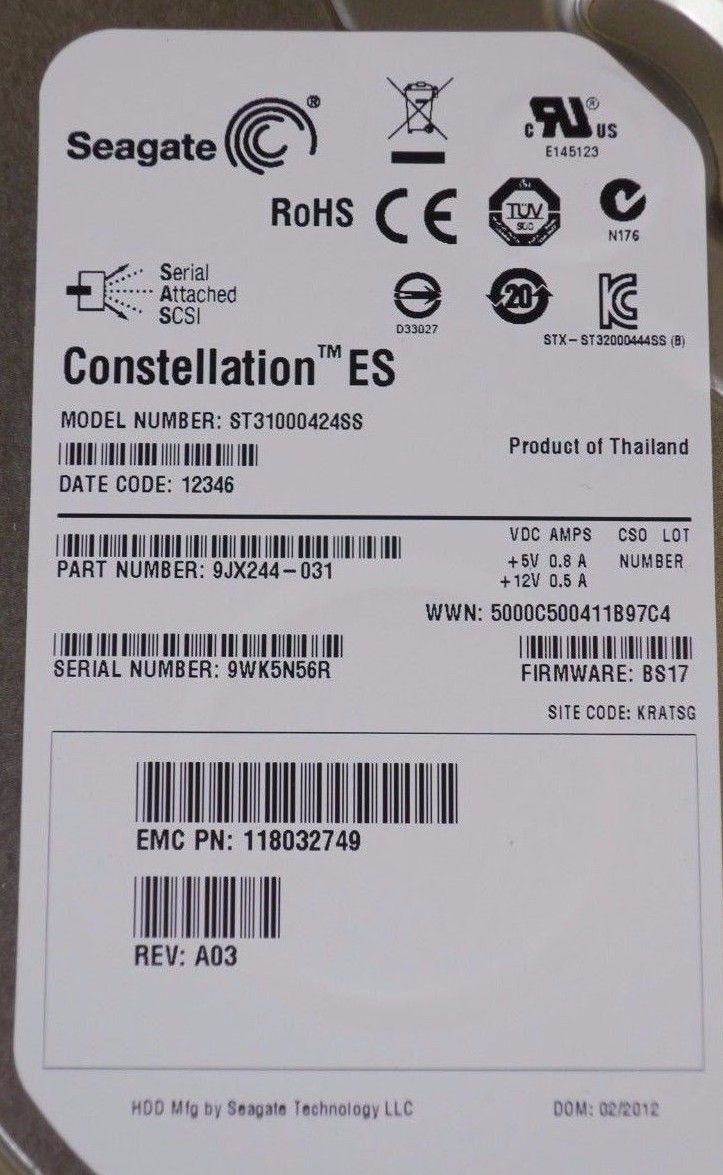 Seagate ®
C US ®
E145123
RoHS CE TÜV SÜD
N176
Serial
Attached
SCSI
D33027
20
STX-ST32000444SS (B)
Constellation™ ES
MODEL NUMBER: ST31000424SS
Product of Thailand
DATE CODE: 12346
VDC AMPS CSO LOT
+5V 0.8 A NUMBER
+12V 0.5 A
PART NUMBER: 9JX244-031
WWN: 5000C500411B97C4
SERIAL NUMBER: 9WK5N56R
FIRMWARE: BS17
SITE CODE: KRATSG
EMC PN: 118032749
REV: A03
HDD Mfg by Seagate Technology LLC
DOM: 02/2012